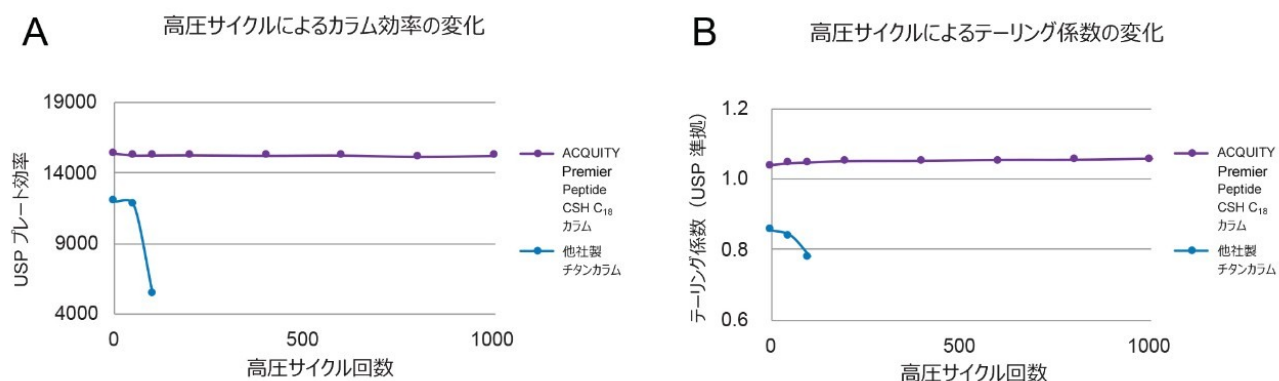 A
高圧サイクルによるカラム効率の変化
USP プレート効率
19000
14000
9000
4000
0
500
1000
高圧サイクル回数
ACQUITY
Premier
Peptide
CSH C18
カラム
他社製
チタンカラム
B
高圧サイクルによるテーリング係数の変化
テーリング係数（USP 準拠）
1.2
1.0
0.8
0.6
0
500
1000
高圧サイクル回数
ACQUITY
Premier
Peptide
CSH C18
カラム
他社製
チタンカラム